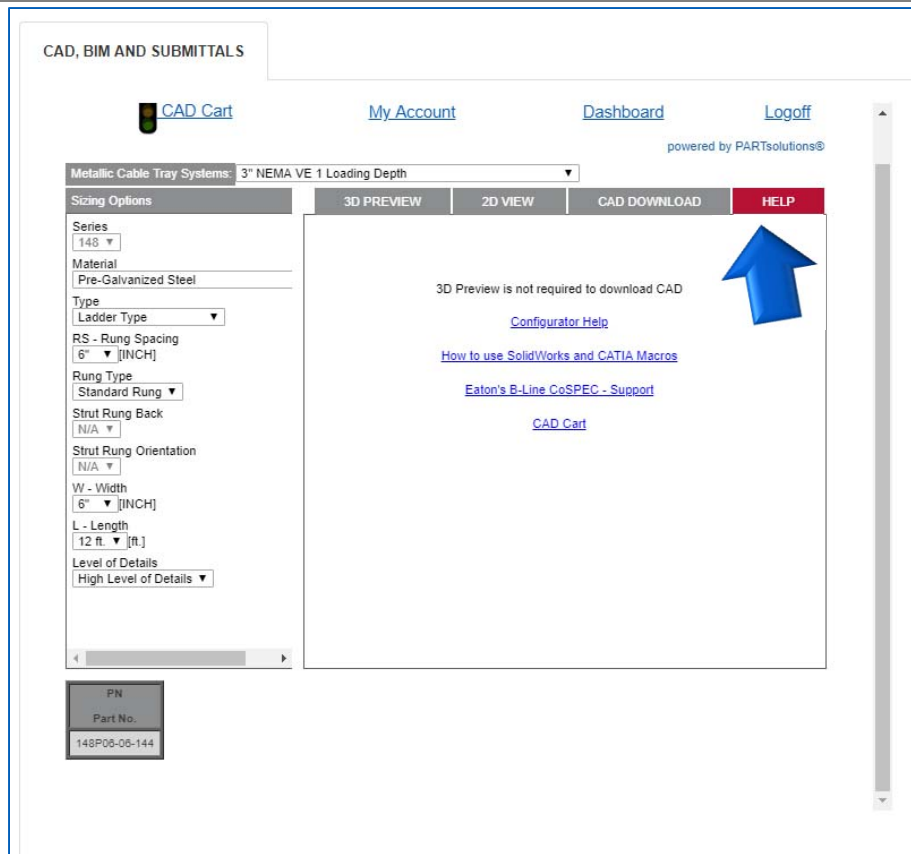 CAD, BIM AND SUBMITTALS
CAD Cart My Account Dashboard Logoff
powered by PARTsolutions®
Metallic Cable Tray Systems: 3" NEMA VE 1 Loading Depth
Sizing Options
3D PREVIEW 2D VIEW CAD DOWNLOAD HELP
Series
148
Material
Pre-Galvanized Steel
Type
Ladder Type
RS - Rung Spacing
6" [INCH]
Rung Type
Standard Rung
Strut Rung Back
N/A
Strut Rung Orientation
N/A
W - Width
6" [INCH]
L - Length
12 ft. [ft.]
Level of Details
High Level of Details
3D Preview is not required to download CAD
Configurator Help
How to use SolidWorks and CATIA Macros
Eaton's B-Line CoSPEC - Support
CAD Cart
PN
Part No.
148P06-06-144